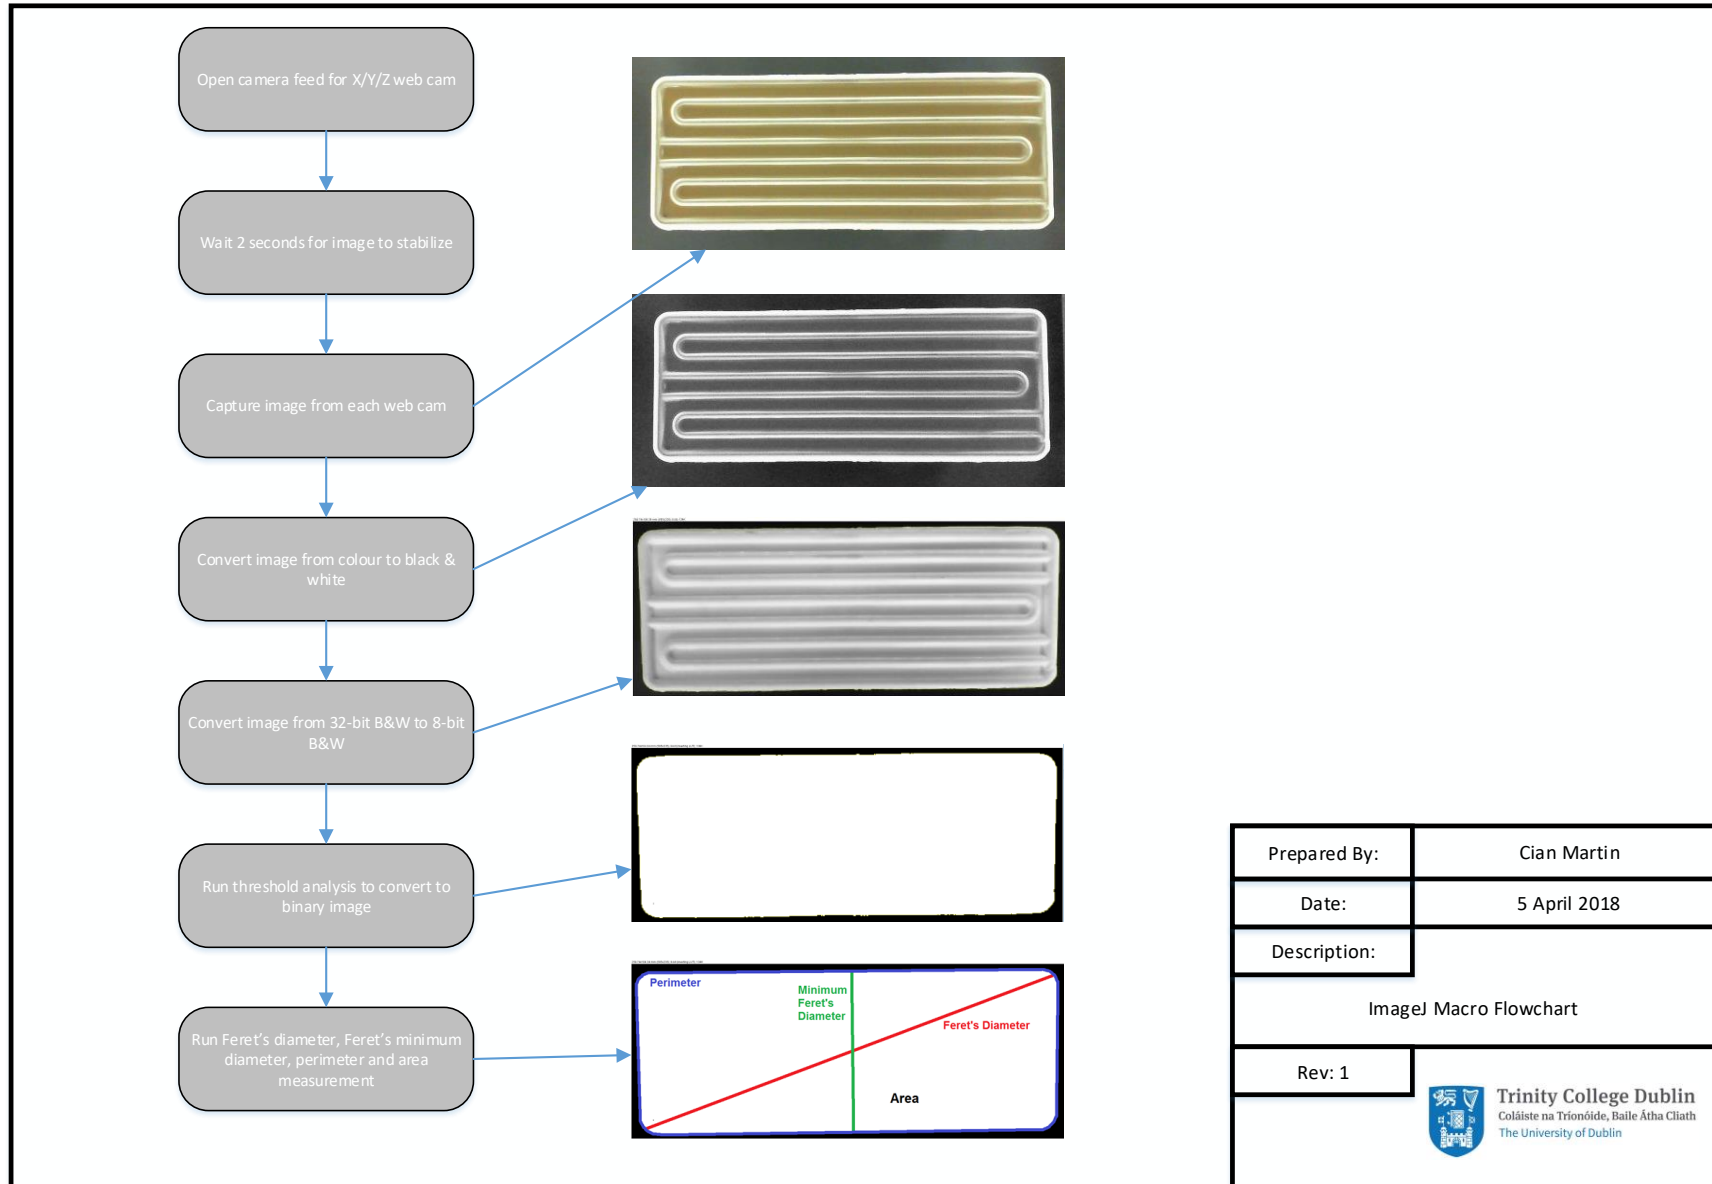 Open camera feed for X/Y/Z web cam
Wait 2 seconds for image to stabilize
Capture image from each web cam
Convert image from colour to black &
white
Convert image from 32-bit B&W to 8-bit
B&W
Run threshold analysis to convert to
binary image
Run Feret's diameter, Feret's minimum
diameter, perimeter and area
measurement
Perimeter
Minimum
Feret's
Diameter
Feret's Diameter
Area
Prepared By:
Cian Martin
Date:
5 April 2018
Description:
ImageJ Macro Flowchart
Rev: 1
Trinity College Dublin
Coláiste na Tríonóide, Baile Átha Cliath
The University of Dublin